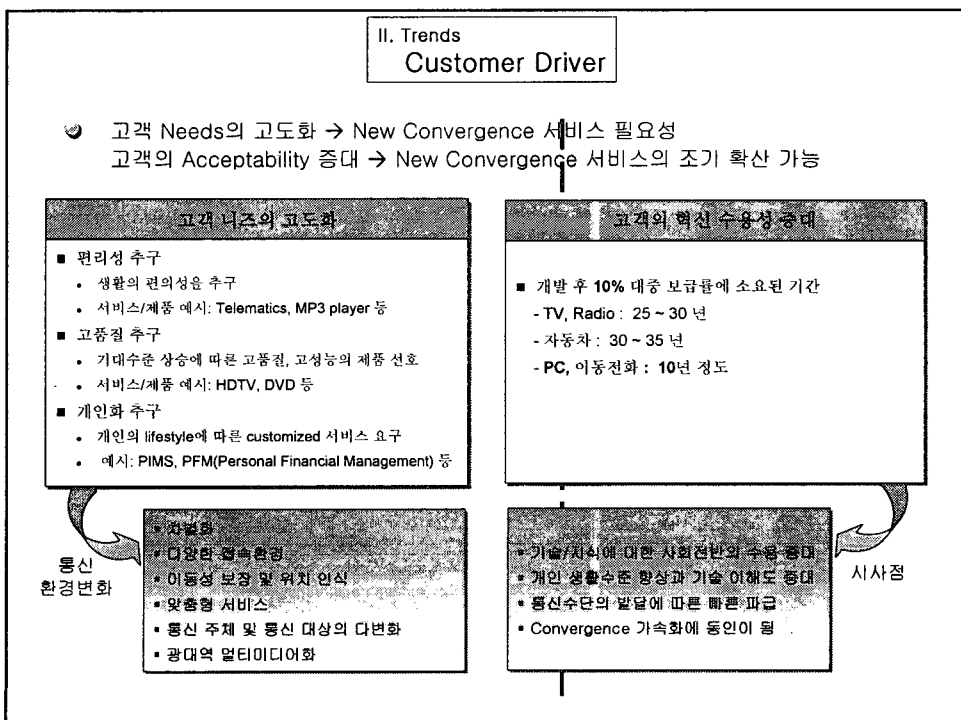 II. Trends
Customer Driver
고객 Needs의 고도화 → New Convergence 서비스 필요성
고객의 Acceptability 증대 → New Convergence 서비스의 조기 확산 가능
고객 니즈의 고도화
■ 편리성 추구
• 생활의 편의성을 추구
• 서비스/제품 예시: Telematics, MP3 player 등
■ 고품질 추구
• 기대수준 상승에 따른 고품질, 고성능의 제품 선호
• 서비스/제품 예시: HDTV, DVD 등
■ 개인화 추구
• 개인의 lifestyle에 따른 customized 서비스 요구
• 예시: PIMS, PFM(Personal Financial Management) 등
통신
환경변화
▪ 차별화
▪ 다양한 접속환경
▪ 이동성 보장 및 위치 인식
▪ 맞춤형 서비스
▪ 통신 주체 및 통신 대상의 다변화
▪ 광대역 멀티미디어화
고객의 혁신 수용성 증대
■ 개발 후 10% 대중 보급률에 소요된 기간
- TV, Radio : 25 ~ 30 년
- 자동차 : 30 ~ 35 년
- PC, 이동전화 : 10년 정도
▪ 기술/지식에 대한 사회전반의 수용 증대
▪ 개인 생활수준 향상과 기술 이해도 증대
▪ 통신수단의 발달에 따른 빠른 파급
▪ Convergence 가속화에 동인이 됨
시사점